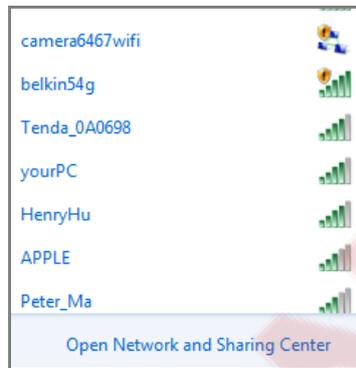 camera6467wifi
belkin54g
Tenda_0A0698
yourPC
HenryHu
APPLE
Peter_Ma
Open Network and Sharing Center